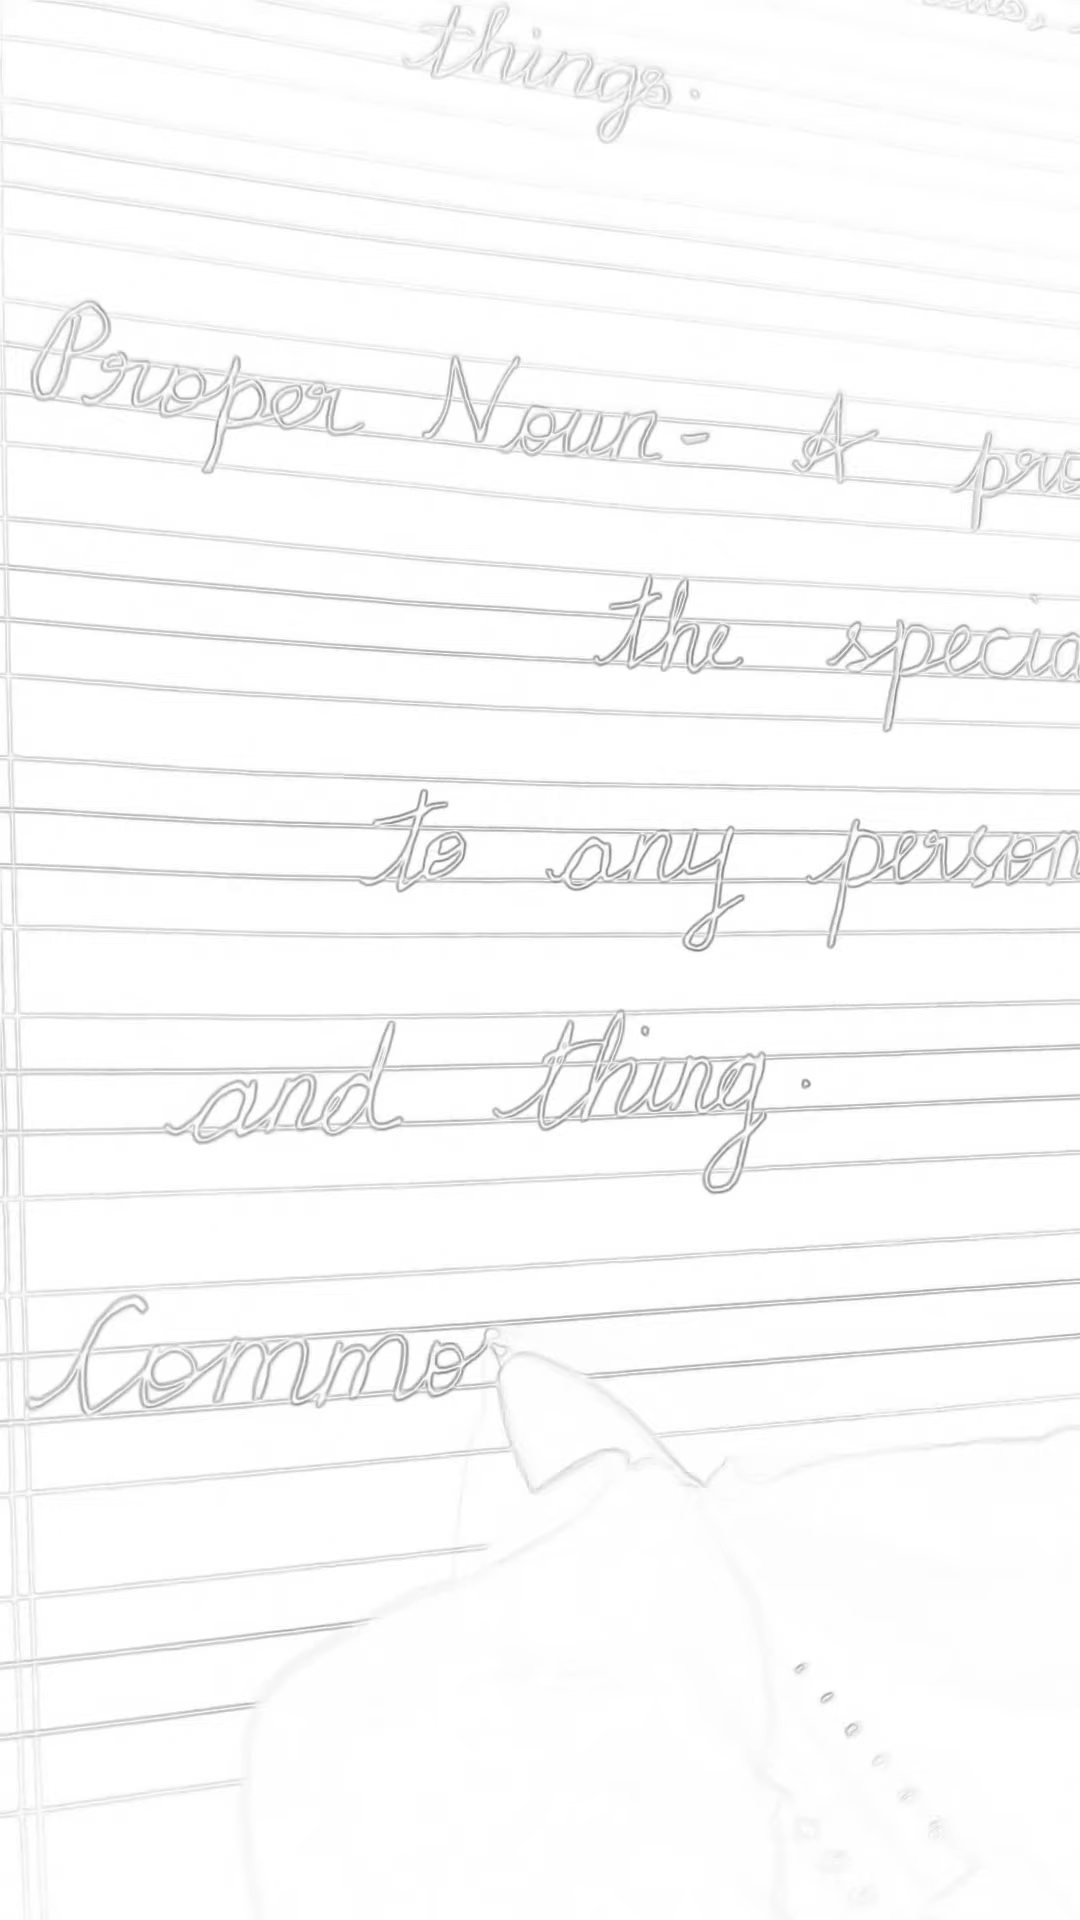 things.
Proper Noun- A pro
the specia
to any person
and thing.
Commo